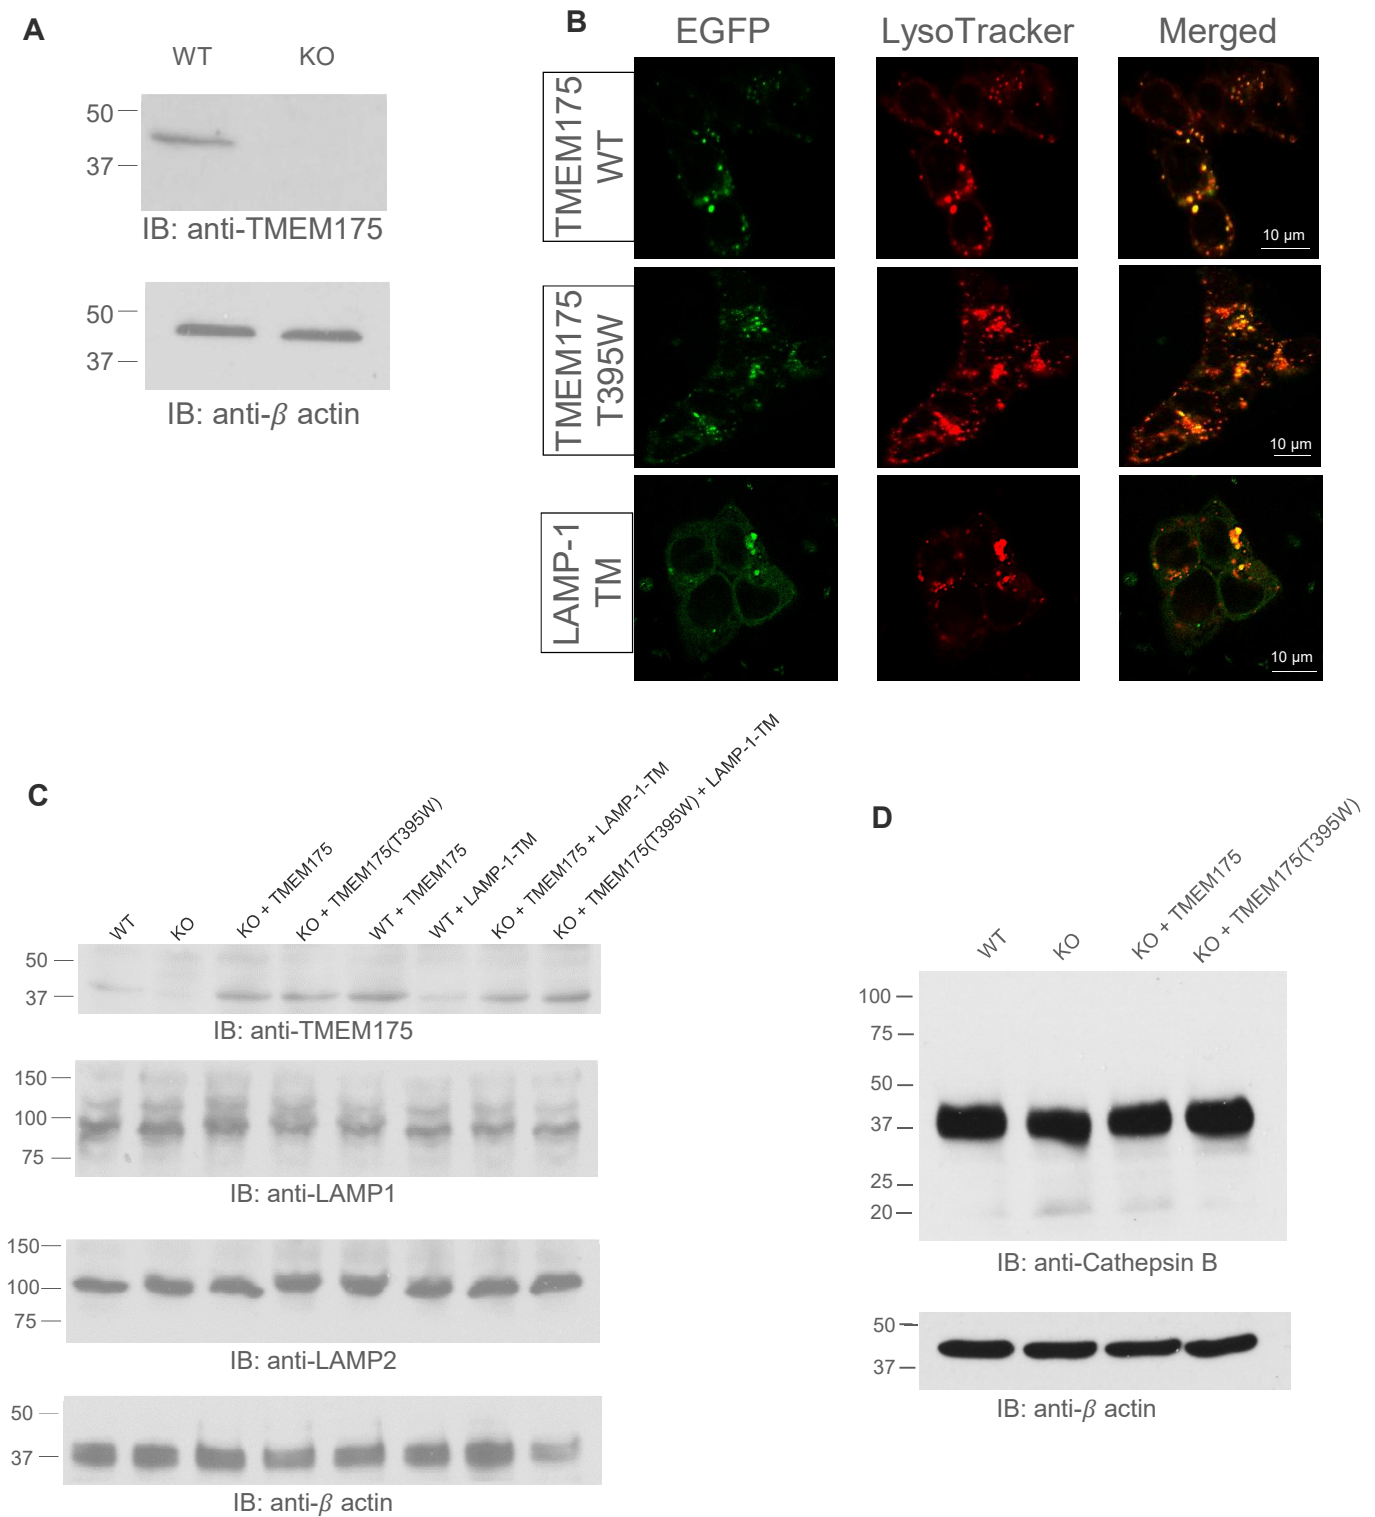 A
WT KO
50
37
IB: anti-TMEM175
50
37
IB: anti-β actin
B
EGFP LysoTracker Merged
TMEM175
WT
10 µm
TMEM175
T395W
10 µm
LAMP-1
TM
10 µm
C
WT
KO
KO + TMEM175
KO + TMEM175(T395W)
WT + TMEM175
WT + LAMP-1-TM
KO + TMEM175 + LAMP-1-TM
KO + TMEM175(T395W) + LAMP-1-TM
50
37
IB: anti-TMEM175
150
100
75
IB: anti-LAMP1
150
100
75
IB: anti-LAMP2
50
37
IB: anti-β actin
D
WT
KO
KO + TMEM175
KO + TMEM175(T395W)
100
75
50
37
25
20
IB: anti-Cathepsin B
50
37
IB: anti-β actin